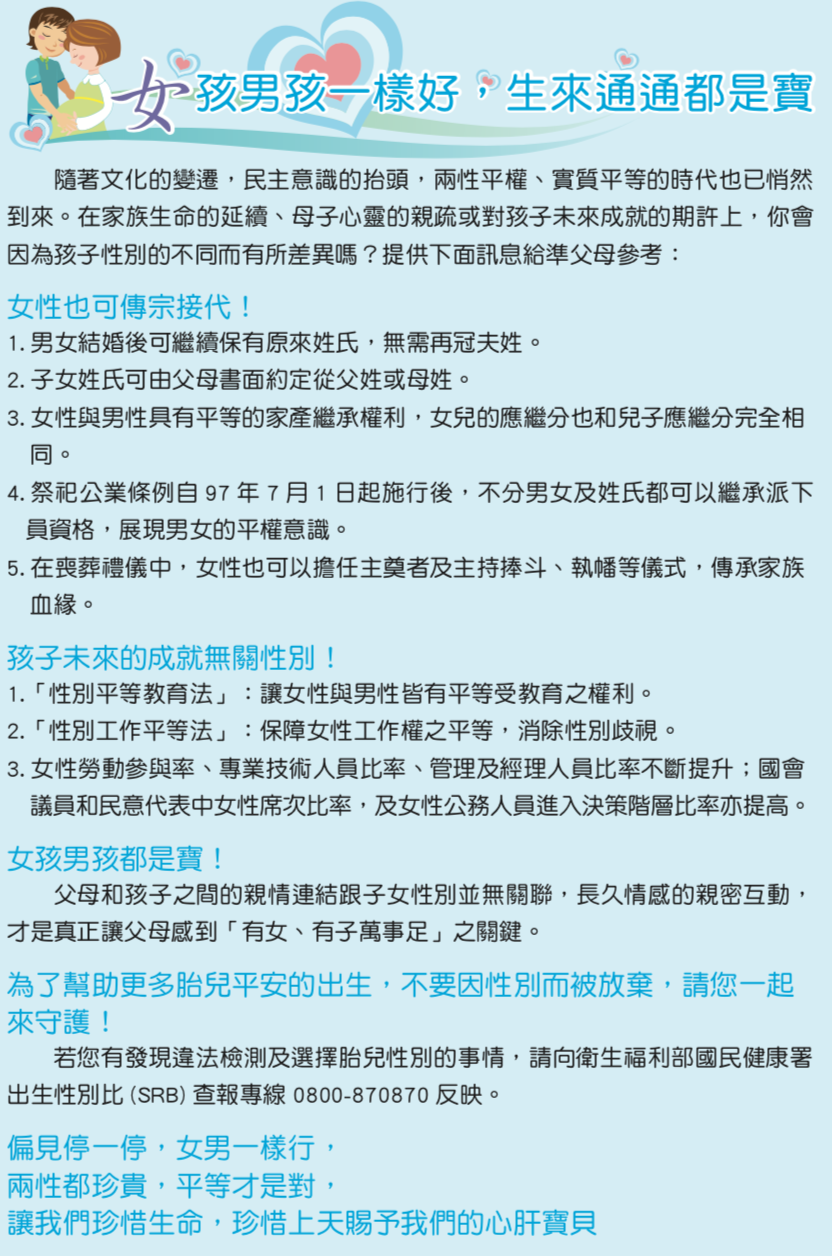 女孩男孩一樣好，生來通通都是寶
隨著文化的變遷，民主意識的抬頭，兩性平權、實質平等的時代也已悄然
到來。在家族生命的延續、母子心靈的親疏或對孩子未來成就的期許上，你會
因為孩子性別的不同而有所差異嗎？提供下面訊息給準父母參考：
女性也可傳宗接代！
1. 男女結婚後可繼續保有原來姓氏，無需再冠夫姓。
2. 子女姓氏可由父母書面約定從父姓或母姓。
3. 女性與男性具有平等的家產繼承權利，女兒的應繼分也和兒子應繼分完全相
同。
4. 祭祀公業條例自 97 年 7 月 1 日起施行後，不分男女及姓氏都可以繼承派下
員資格，展現男女的平權意識。
5. 在喪葬禮儀中，女性也可以擔任主奠者及主持捧斗、執幡等儀式，傳承家族
血緣。
孩子未來的成就無關性別！
1.「性別平等教育法」：讓女性與男性皆有平等受教育之權利。
2.「性別工作平等法」：保障女性工作權之平等，消除性別歧視。
3. 女性勞動參與率、專業技術人員比率、管理及經理人員比率不斷提升；國會
議員和民意代表中女性席次比率，及女性公務人員進入決策階層比率亦提高。
女孩男孩都是寶！
父母和孩子之間的親情連結跟子女性別並無關聯，長久情感的親密互動，
才是真正讓父母感到「有女、有子萬事足」之關鍵。
為了幫助更多胎兒平安的出生，不要因性別而被放棄，請您一起
來守護！
若您有發現違法檢測及選擇胎兒性別的事情，請向衛生福利部國民健康署
出生性別比 (SRB) 查報專線 0800-870870 反映。
偏見停一停，女男一樣行，
兩性都珍貴，平等才是對，
讓我們珍惜生命，珍惜上天賜予我們的心肝寶貝